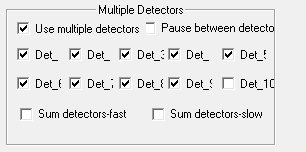 Multiple Detectors
Use multiple detectors Pause between detecto
Det_ Det_ Det_3 Det_ Det_5
Det_6 Det_7 Det_8 Det_9 Det_10
Sum detectors-fast Sum detectors-slow